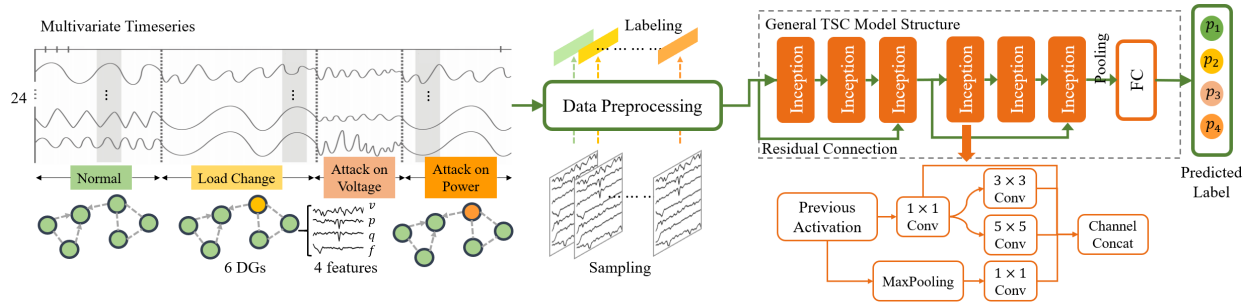 Multivariate Timeseries
24
Normal
Load Change
Attack on
Voltage
Attack on
Power
6 DGs
v
p
q
f
4 features
Labeling
Data Preprocessing
Sampling
General TSC Model Structure
Inception
Inception
Inception
Inception
Inception
Inception
Pooling
FC
Residual Connection
p₁
p₂
p₃
p₄
Predicted
Label
Previous
Activation
1 × 1
Conv
3 × 3
Conv
5 × 5
Conv
Channel
Concat
MaxPooling
1 × 1
Conv